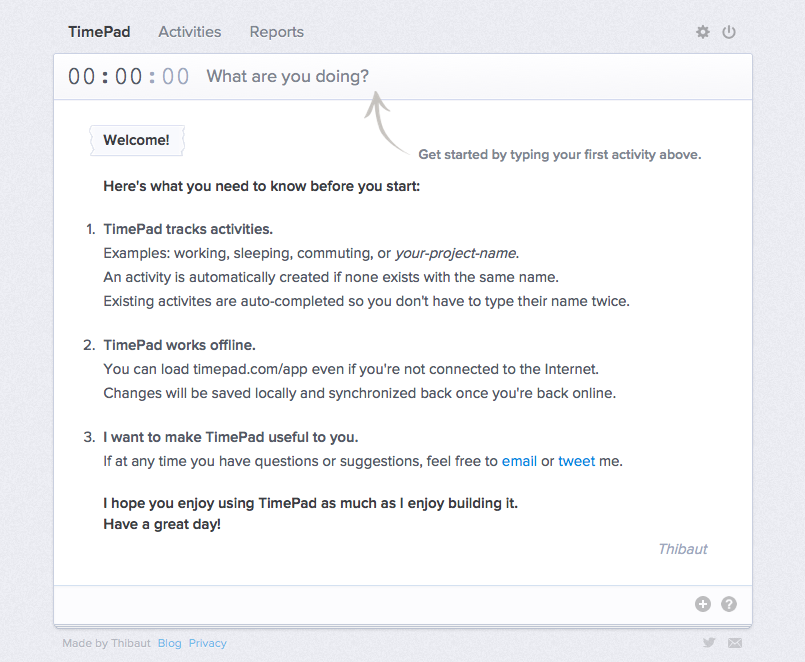 TimePad Activities Reports
00:00:00 What are you doing?
Welcome!
Get started by typing your first activity above.
Here's what you need to know before you start:
1. TimePad tracks activities.
Examples: working, sleeping, commuting, or your-project-name.
An activity is automatically created if none exists with the same name.
Existing activites are auto-completed so you don't have to type their name twice.
2. TimePad works offline.
You can load timepad.com/app even if you're not connected to the Internet.
Changes will be saved locally and synchronized back once you're back online.
3. I want to make TimePad useful to you.
If at any time you have questions or suggestions, feel free to email or tweet me.
I hope you enjoy using TimePad as much as I enjoy building it.
Have a great day!
Thibaut
Made by Thibaut Blog Privacy